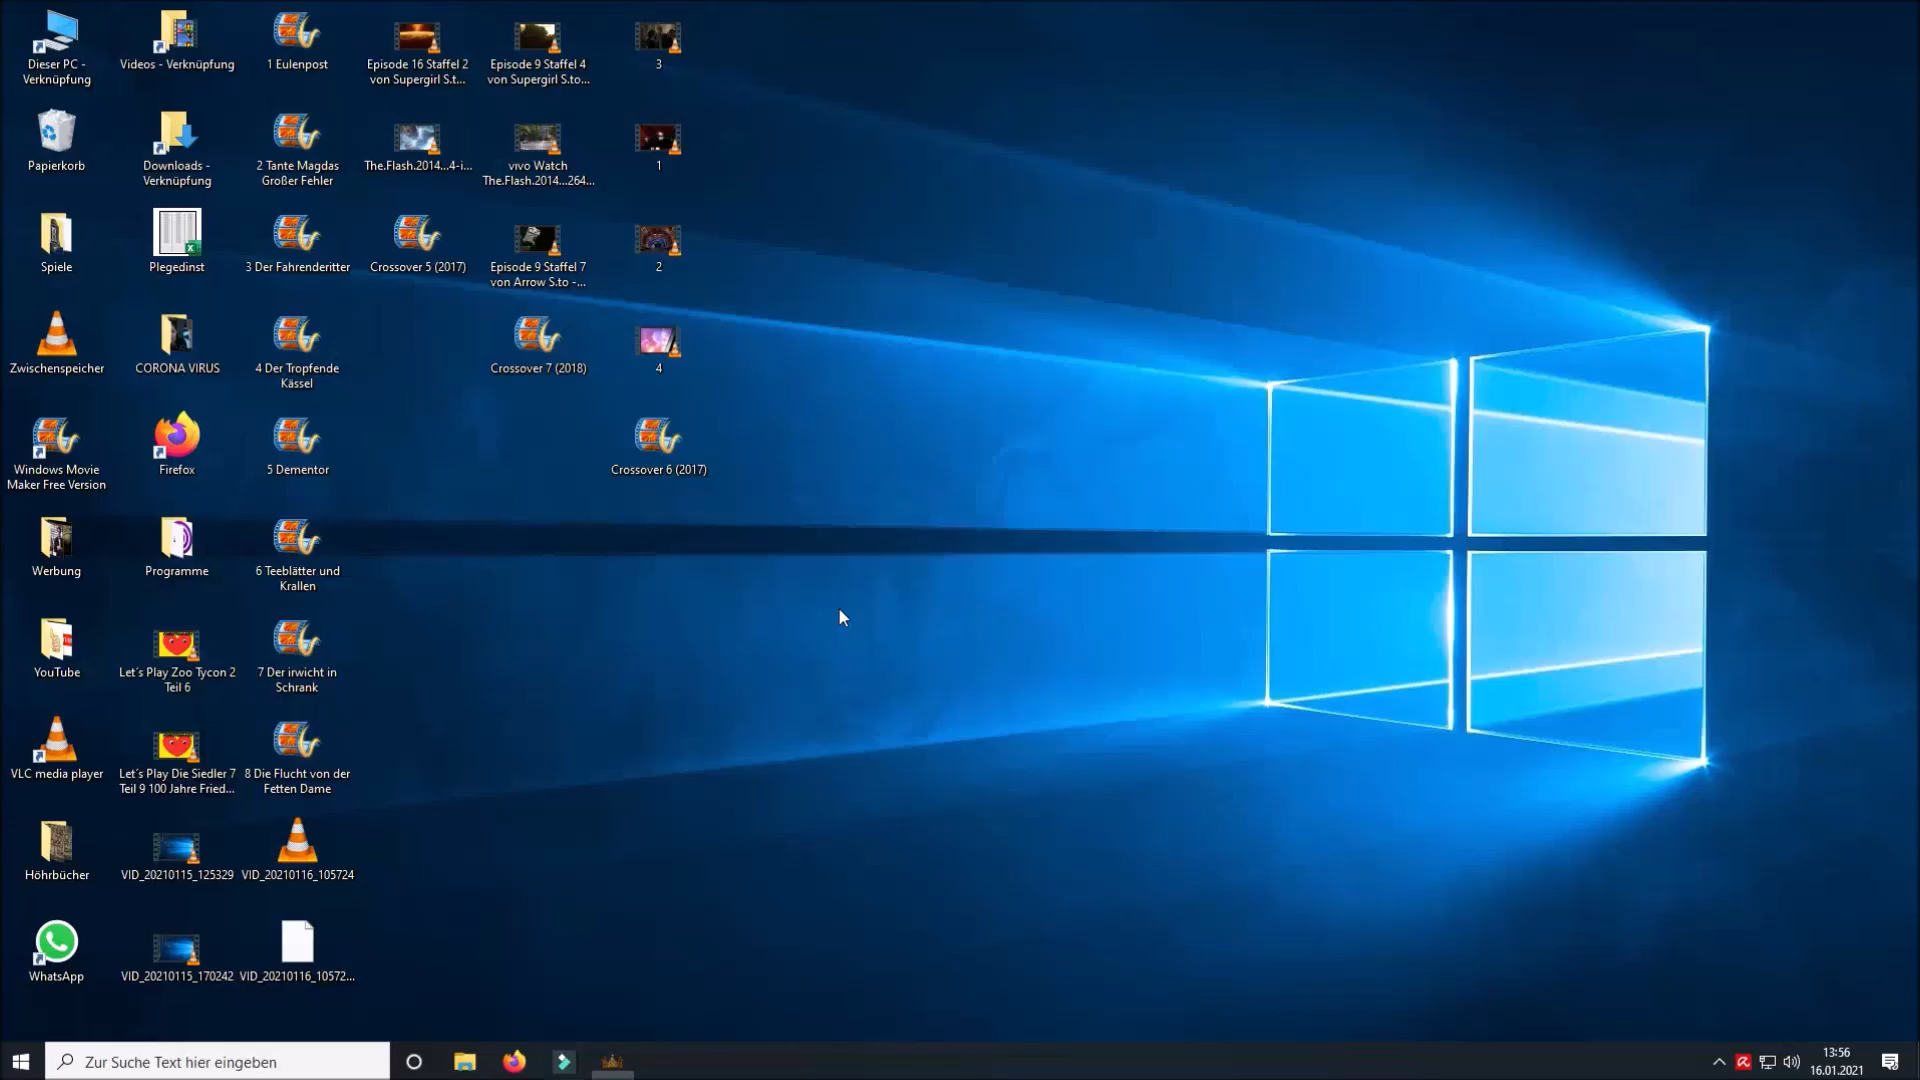 Dieser PC -
Verknüpfung
Papierkorb
Spiele
Zwischenspeicher
Windows Movie
Maker Free Version
Werbung
YouTube
VLC media player
Höhrbücher
WhatsApp
Videos - Verknüpfung
Downloads -
Verknüpfung
Plegedinst
CORONA VIRUS
Firefox
Programme
Let´s Play Zoo Tycon 2
Teil 6
Let´s Play Die Siedler 7
Teil 9 100 Jahre Fried...
VID_20210115_125329
VID_20210115_170242
1 Eulenpost
2 Tante Magdas
Großer Fehler
3 Der Fahrenderitter
4 Der Tropfende
Kässel
5 Dementor
6 Teeblätter und
Krallen
7 Der irwicht in
Schrank
8 Die Flucht von der
Fetten Dame
VID_20210116_105724
VID_20210116_10572...
Episode 16 Staffel 2
von Supergirl S.t...
The.Flash.2014...4-i...
Crossover 5 (2017)
Episode 9 Staffel 4
von Supergirl S.to...
vivo Watch
The.Flash.2014...264...
Episode 9 Staffel 7
von Arrow S.to -...
Crossover 7 (2018)
3
1
2
4
Crossover 6 (2017)
Zur Suche Text hier eingeben
13:56
16.01.2021